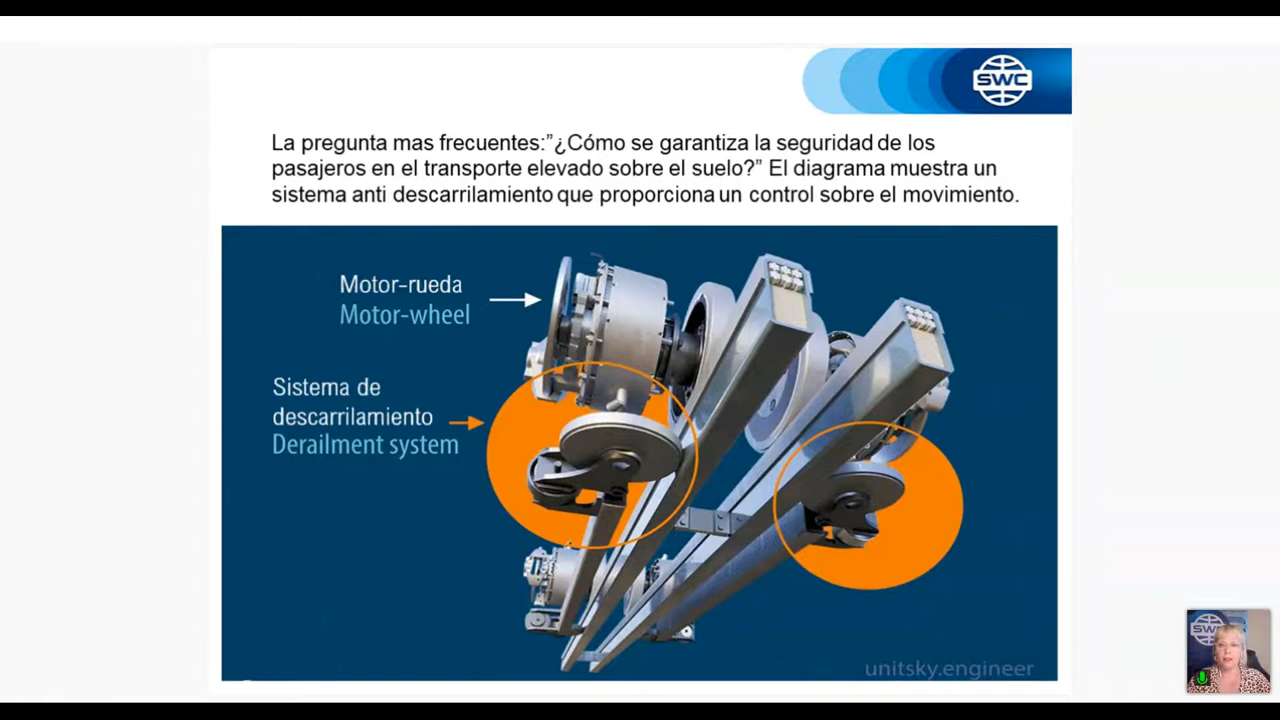 SWC
La pregunta mas frecuentes:”¿Cómo se garantiza la seguridad de los
pasajeros en el transporte elevado sobre el suelo?” El diagrama muestra un
sistema anti descarrilamiento que proporciona un control sobre el movimiento.
Motor-rueda
Motor-wheel
Sistema de
descarrilamiento
Derailment system
unitsky.engineer
SWC